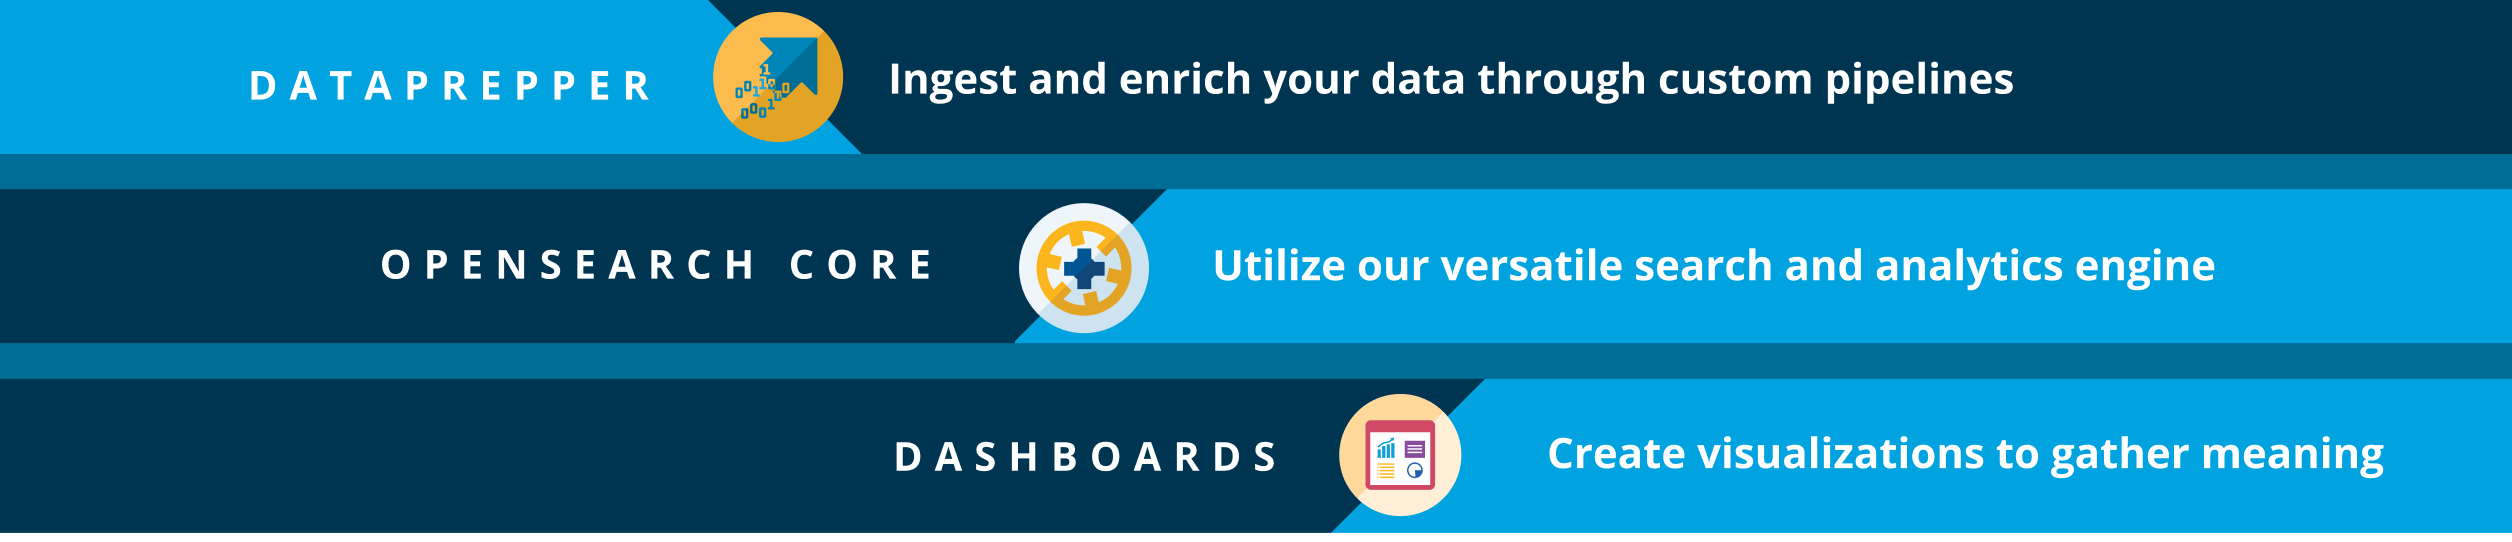 DATAPREPPER
Ingest and enrich your data through custom pipelines
OPENSEARCH CORE
Utilize our versatile search and analytics engine
DASHBOARDS
Create visualizations to gather meaning